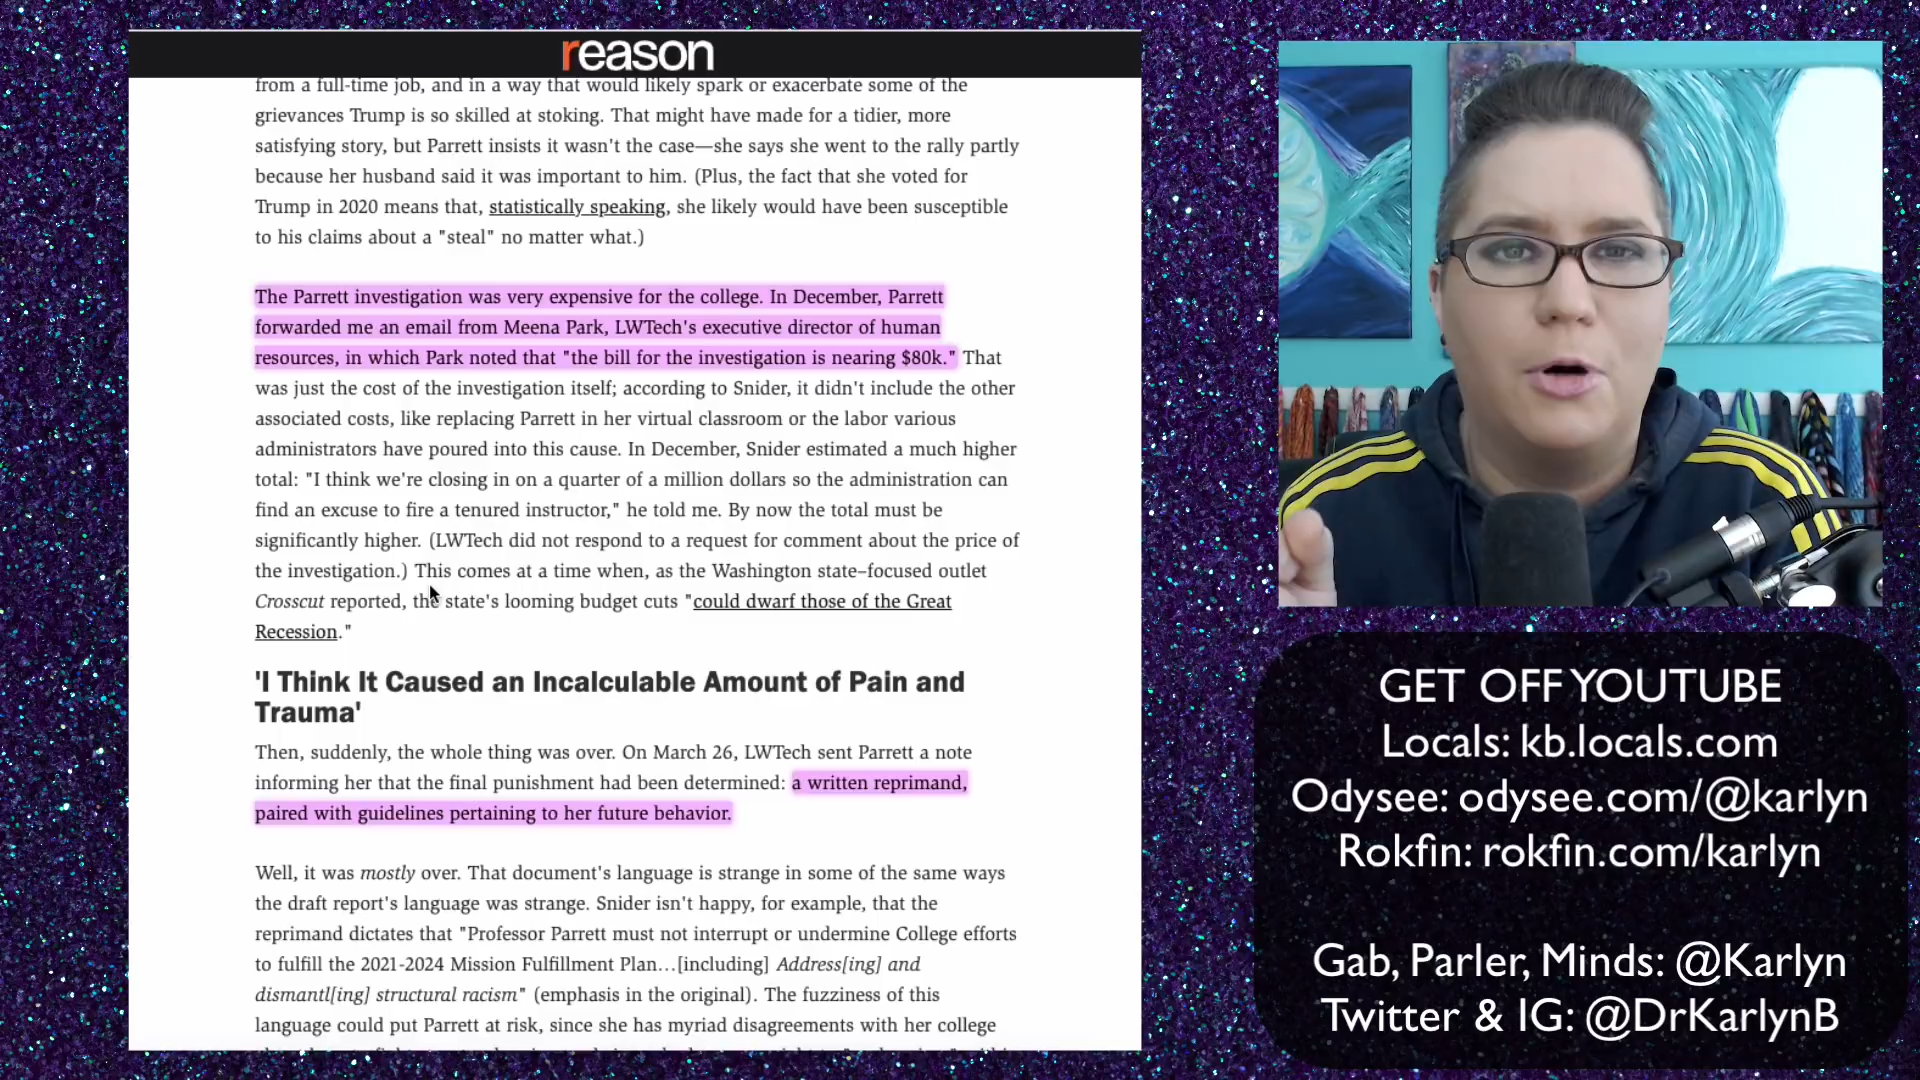 reason
from a full-time job, and in a way that would likely spark or exacerbate some of the
grievances Trump is so skilled at stoking. That might have made for a tidier, more
satisfying story, but Parrett insists it wasn't the case—she says she went to the rally partly
because her husband said it was important to him. (Plus, the fact that she voted for
Trump in 2020 means that, statistically speaking, she likely would have been susceptible
to his claims about a "steal" no matter what.)
The Parrett investigation was very expensive for the college. In December, Parrett
forwarded me an email from Meena Park, LWTech's executive director of human
resources, in which Park noted that "the bill for the investigation is nearing $80k." That
was just the cost of the investigation itself; according to Snider, it didn't include the other
associated costs, like replacing Parrett in her virtual classroom or the labor various
administrators have poured into this cause. In December, Snider estimated a much higher
total: "I think we're closing in on a quarter of a million dollars so the administration can
find an excuse to fire a tenured instructor," he told me. By now the total must be
significantly higher. (LWTech did not respond to a request for comment about the price of
the investigation.) This comes at a time when, as the Washington state–focused outlet
Crosscut reported, the state's looming budget cuts "could dwarf those of the Great
Recession."
'I Think It Caused an Incalculable Amount of Pain and
Trauma'
Then, suddenly, the whole thing was over. On March 26, LWTech sent Parrett a note
informing her that the final punishment had been determined: a written reprimand,
paired with guidelines pertaining to her future behavior.
Well, it was mostly over. That document's language is strange in some of the same ways
the draft report's language was strange. Snider isn't happy, for example, that the
reprimand dictates that "Professor Parrett must not interrupt or undermine College efforts
to fulfill the 2021-2024 Mission Fulfillment Plan…[including] Address[ing] and
dismantl[ing] structural racism" (emphasis in the original). The fuzziness of this
language could put Parrett at risk, since she has myriad disagreements with her college
GET OFF YOUTUBE
Locals: kb.locals.com
Odysee: odysee.com/@karlyn
Rokfin: rokfin.com/karlyn
Gab, Parler, Minds: @Karlyn
Twitter & IG: @DrKarlynB